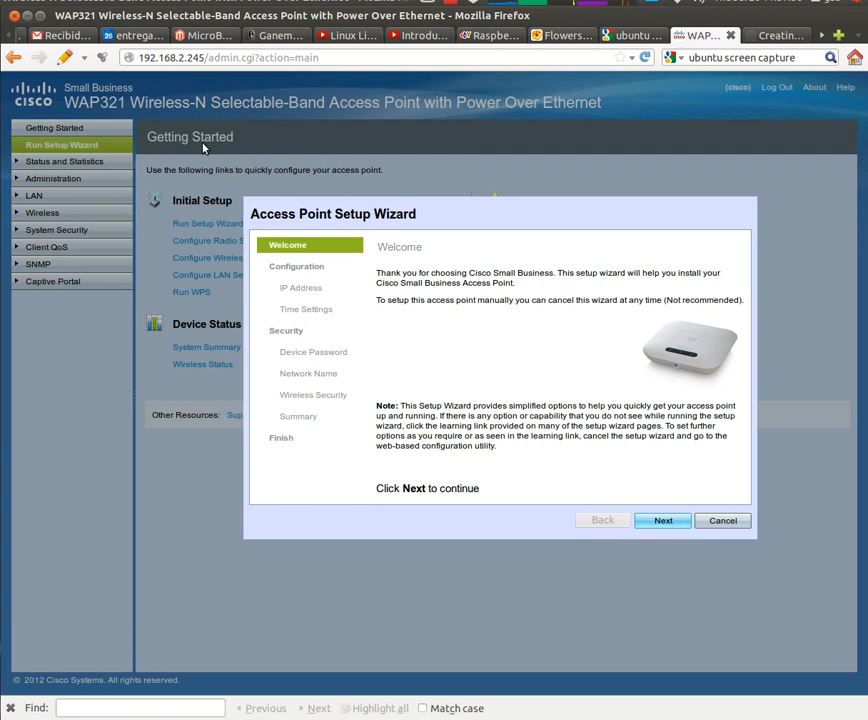 WAP321 Wireless-N Selectable-Band Access Point with Power Over Ethernet - Mozilla Firefox
Recibid... 26 entrega... MicroB... Ganem... Linux Li... Introdu... Raspbe... Flowers... ubuntu ... WAP... Creatin...
192.168.2.245/admin.cgi?action=main ubuntu screen capture
Small Business
cisco WAP321 Wireless-N Selectable-Band Access Point with Power Over Ethernet
(cisco) Log Out About Help
Getting Started
Run Setup Wizard
Status and Statistics
Administration
LAN
Wireless
System Security
Client QoS
SNMP
Captive Portal
Getting Started
Use the following links to quickly configure your access point.
Initial Setup
Run Setup Wizard
Configure Radio S
Configure Wireles
Configure LAN Se
Run WPS
Device Status
System Summary
Wireless Status
Other Resources: Sup
Access Point Setup Wizard
Welcome
Configuration
IP Address
Time Settings
Security
Device Password
Network Name
Wireless Security
Summary
Finish
Welcome
Thank you for choosing Cisco Small Business. This setup wizard will help you install your
Cisco Small Business Access Point.
To setup this access point manually you can cancel this wizard at any time (Not recommended).
Note: This Setup Wizard provides simplified options to help you quickly get your access point
up and running. If there is any option or capability that you do not see while running the setup
wizard, click the learning link provided on many of the setup wizard pages. To set further
options as you require or as seen in the learning link, cancel the setup wizard and go to the
web-based configuration utility.
Click Next to continue
Back Next Cancel
© 2012 Cisco Systems. All rights reserved.
Find: Previous Next Highlight all Match case